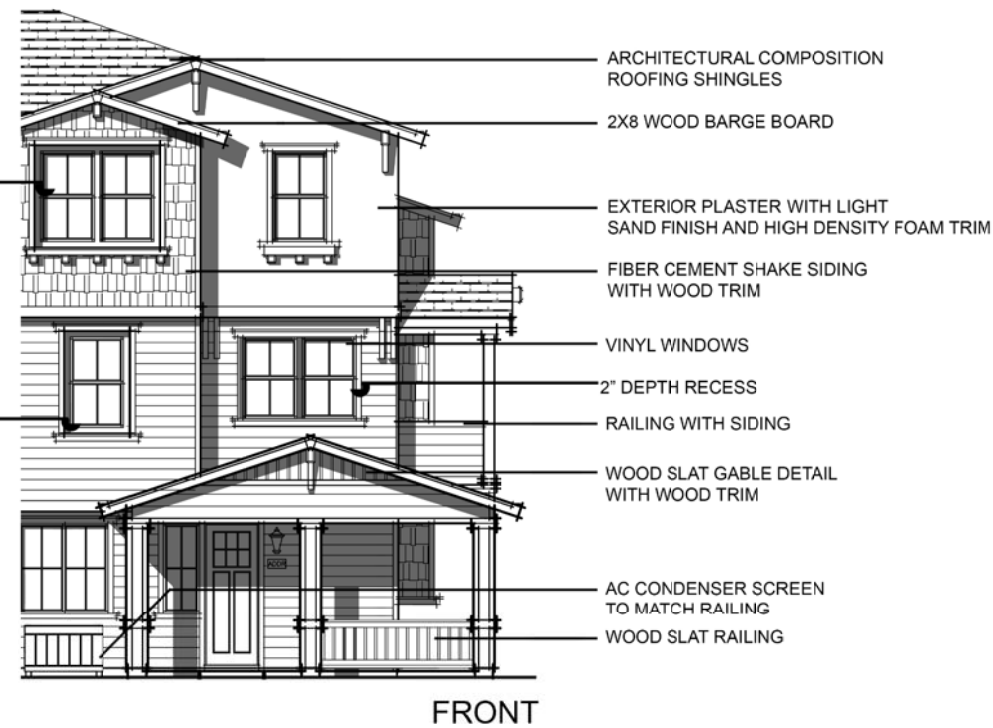 ARCHITECTURAL COMPOSITION
ROOFING SHINGLES
2X8 WOOD BARGE BOARD
EXTERIOR PLASTER WITH LIGHT
SAND FINISH AND HIGH DENSITY FOAM TRIM
FIBER CEMENT SHAKE SIDING
WITH WOOD TRIM
VINYL WINDOWS
2" DEPTH RECESS
RAILING WITH SIDING
WOOD SLAT GABLE DETAIL
WITH WOOD TRIM
ADDR
AC CONDENSER SCREEN
TO MATCH RAILING
WOOD SLAT RAILING
FRONT